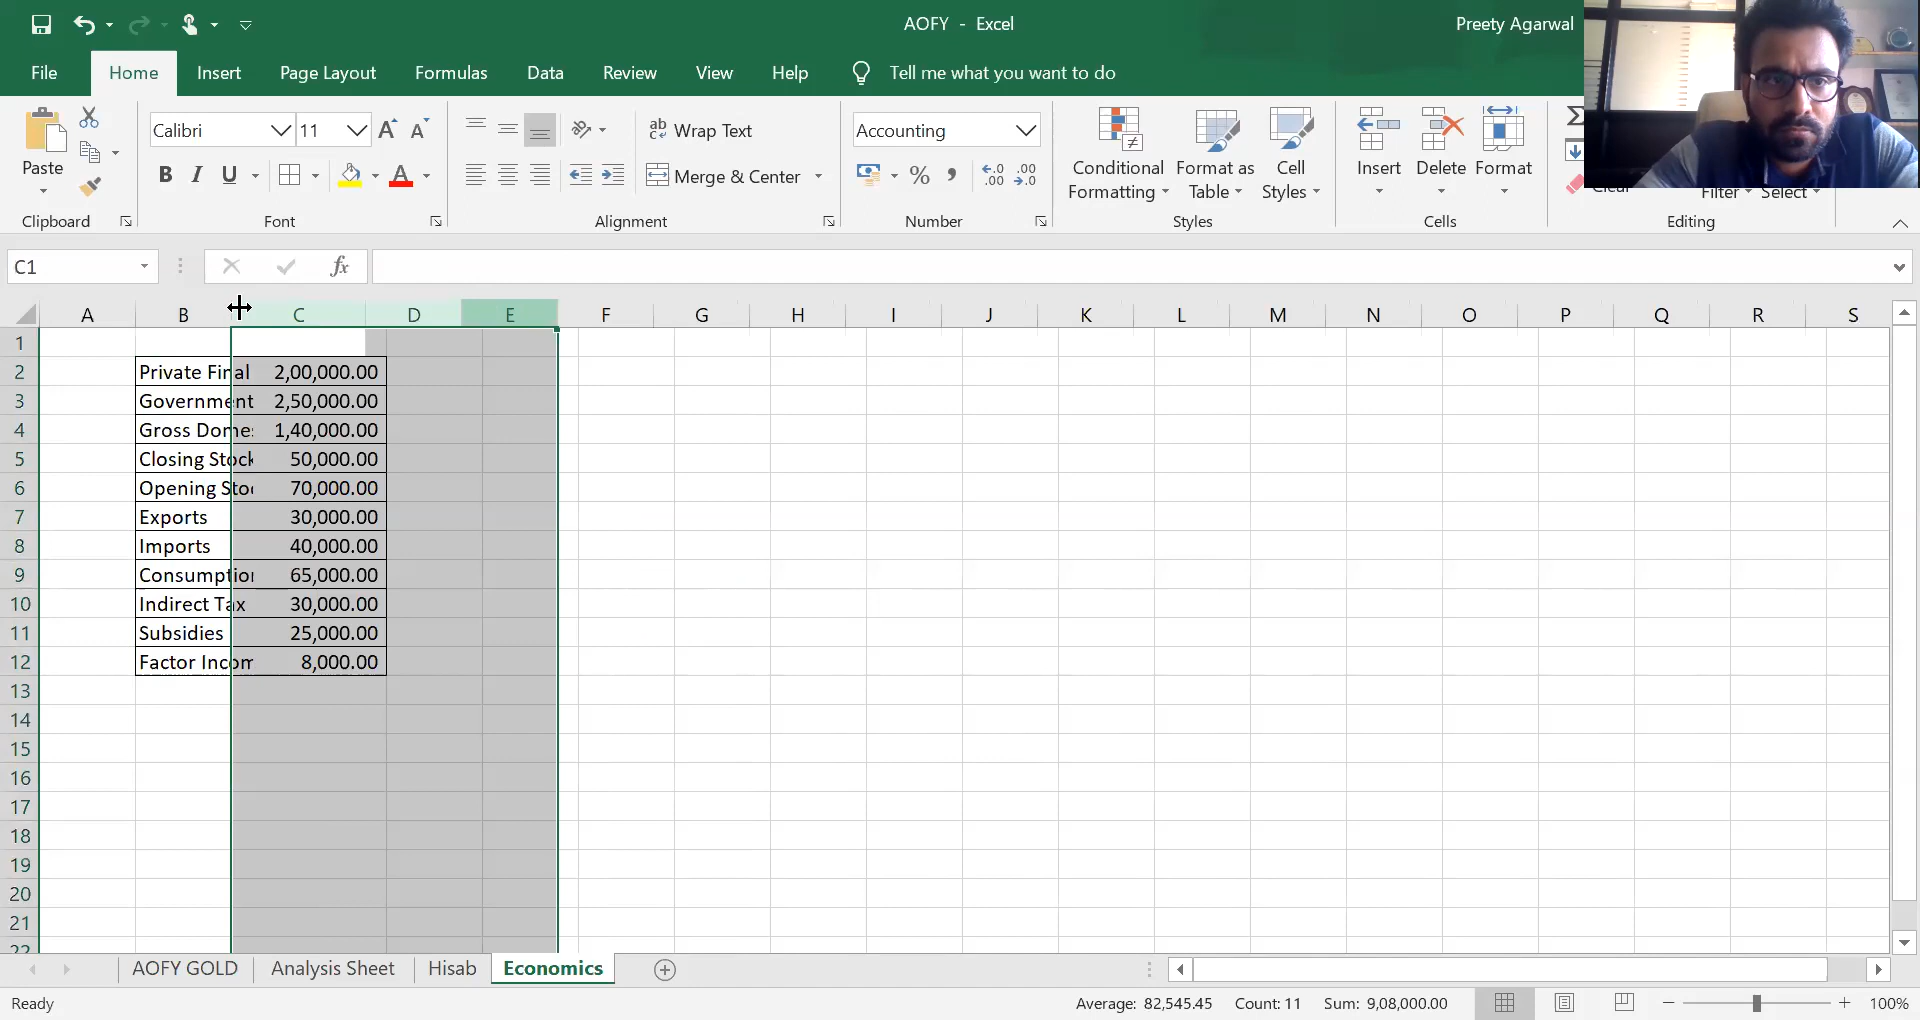 AOFY - Excel
Preety Agarwal
File Home Insert Page Layout Formulas Data Review View Help Tell me what you want to do
Calibri 11 Wrap Text Accounting
Paste Merge & Center Conditional Formatting Format as Table Cell Styles Insert Delete Format Clear Filter Select
Clipboard Font Alignment Number Styles Cells Editing
C1
A B C D E F G H I J K L M N O P Q R S
1
2 Private Final 2,00,000.00
3 Government 2,50,000.00
4 Gross Dome 1,40,000.00
5 Closing Stock 50,000.00
6 Opening Sto 70,000.00
7 Exports 30,000.00
8 Imports 40,000.00
9 Consumption 65,000.00
10 Indirect Tax 30,000.00
11 Subsidies 25,000.00
12 Factor Incom 8,000.00
13
14
15
16
17
18
19
20
21
22
AOFY GOLD Analysis Sheet Hisab Economics
Ready Average: 82,545.45 Count: 11 Sum: 9,08,000.00 100%